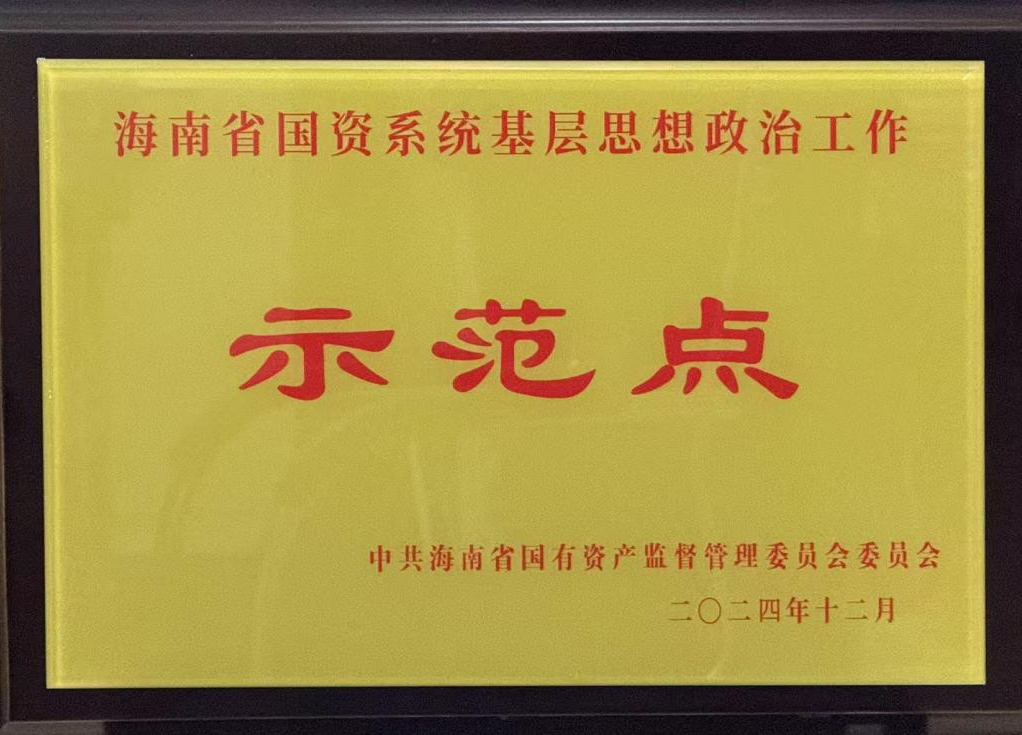 海南省国资系统基层思想政治工作
示范点
中共海南省国有资产监督管理委员会委员会
二〇二四年十二月